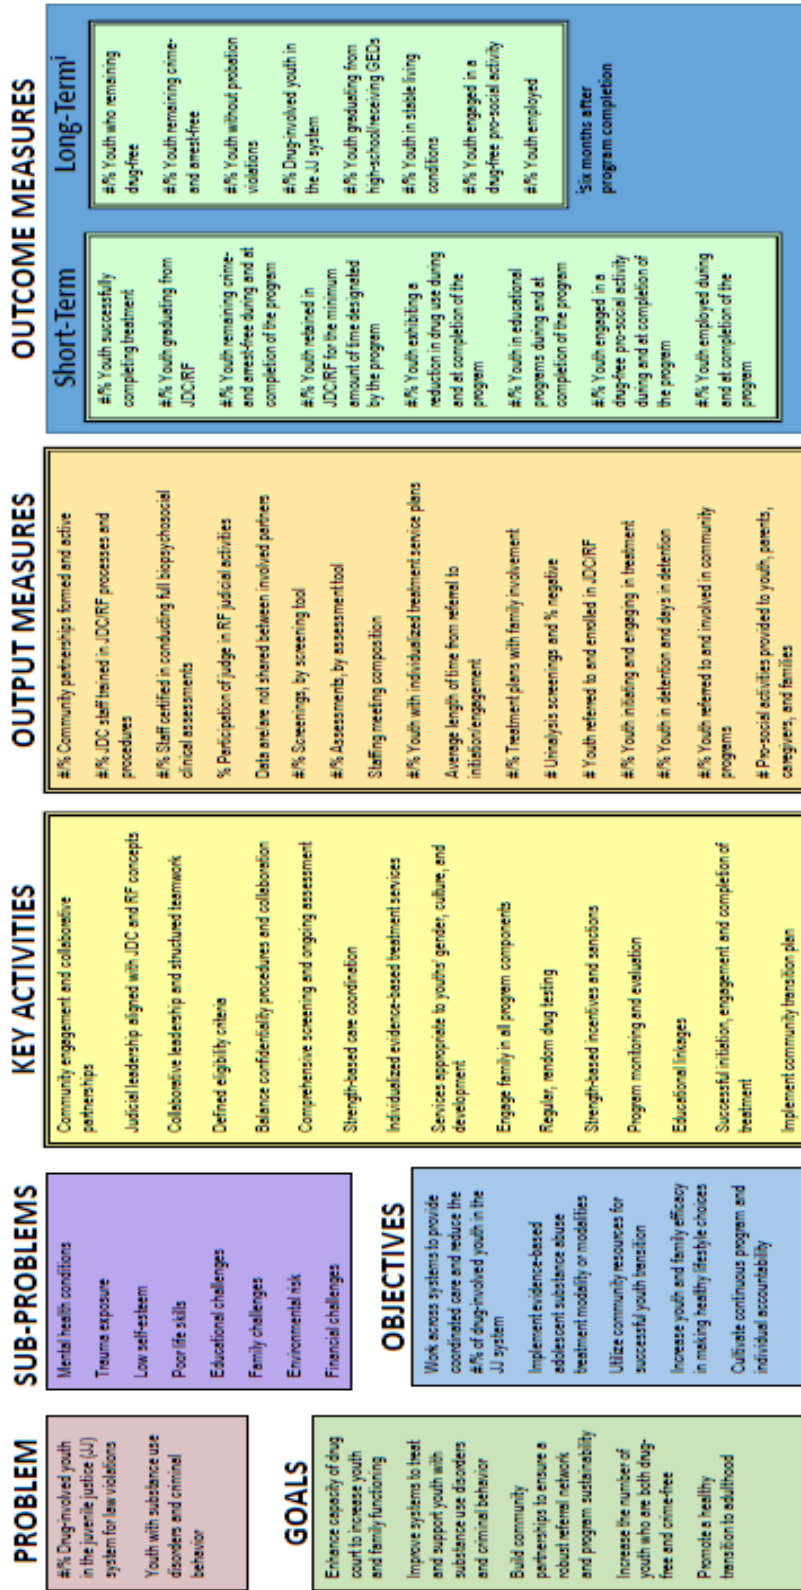 PROBLEM
#/% Drug-involved youth
in the juvenile justice (JJ)
system for law violations
Youth with substance use
disorders and criminal
behavior
GOALS
Enhance capacity of drug
court to increase youth
and family functioning
Improve systems to treat
and support youth with
substance use disorders
and criminal behavior
Build community
partnerships to ensure a
robust referral network
and program sustainability
Increase the number of
youth who are both drug-
free and crime-free
Promote a healthy
transition to adulthood
SUB-PROBLEMS
Mental health conditions
Trauma exposure
Low self-esteem
Poor life skills
Educational challenges
Family challenges
Environmental risk
Financial challenges
OBJECTIVES
Work across systems to provide
coordinated care and reduce the
#/% of drug-involved youth in the
JJ system
Implement evidence-based
adolescent substance abuse
treatment modality or modalities
Utilize community resources for
successful youth transition
Increase youth and family efficacy
in making healthy lifestyle choices
Cultivate continuous program and
individual accountability
KEY ACTIVITIES
Community engagement and collaborative
partnerships
Judicial leadership aligned with JDC and RF concepts
Collaborative leadership and structured teamwork
Defined eligibility criteria
Balance confidentiality procedures and collaboration
Comprehensive screening and ongoing assessment
Strength-based care coordination
Individualized evidence-based treatment services
Services appropriate to youths' gender, culture, and
development
Engage family in all program components
Regular, random drug testing
Strength-based incentives and sanctions
Program monitoring and evaluation
Educational linkages
Successful initiation, engagement and completion of
treatment
Implement community transition plan
OUTPUT MEASURES
#/% Community partnerships formed and active
#/% JDC staff trained in JDC/RF processes and
procedures
#/% Staff certified in conducting full biopsychosocial
clinical assessments
% Participation of judge in RF judicial activities
Data are/are not shared between involved partners
#/% Screenings, by screening tool
#/% Assessments, by assessment tool
Staffing meeting composition
#/% Youth with individualized treatment service plans
Average length of time from referral to
initiation/engagement
#/% Treatment plans with family involvement
# Urinalysis screenings and % negative
# Youth referred to and enrolled in JDC/RF
#/% Youth initiating and engaging in treatment
#/% Youth in detention and days in detention
#/% Youth referred to and involved in community
programs
# Pro-social activities provided to youth, parents,
caregivers, and families
OUTCOME MEASURES
Short-Term
#/% Youth successfully
completing treatment
#/% Youth graduating from
JDC/RF
#/% Youth remaining crime-
and arrest-free during and at
completion of the program
#/% Youth retained in
JDC/RF for the minimum
amount of time designated
by the program
#/% Youth exhibiting a
reduction in drug use during
and at completion of the
program
#/% Youth in educational
programs during and at
completion of the program
#/% Youth engaged in a
drug-free pro-social activity
during and at completion of
the program
#/% Youth employed during
and at completion of the
program
Long-Term¹
#/% Youth who remaining
drug-free
#/% Youth remaining crime-
and arrest-free
#/% Youth without probation
violations
#/% Drug-involved youth in
the JJ system
#/% Youth graduating from
high-school/receiving GEDs
#/% Youth in stable living
conditions
#/% Youth engaged in a
drug-free pro-social activity
#/% Youth employed
¹Six months after
program completion